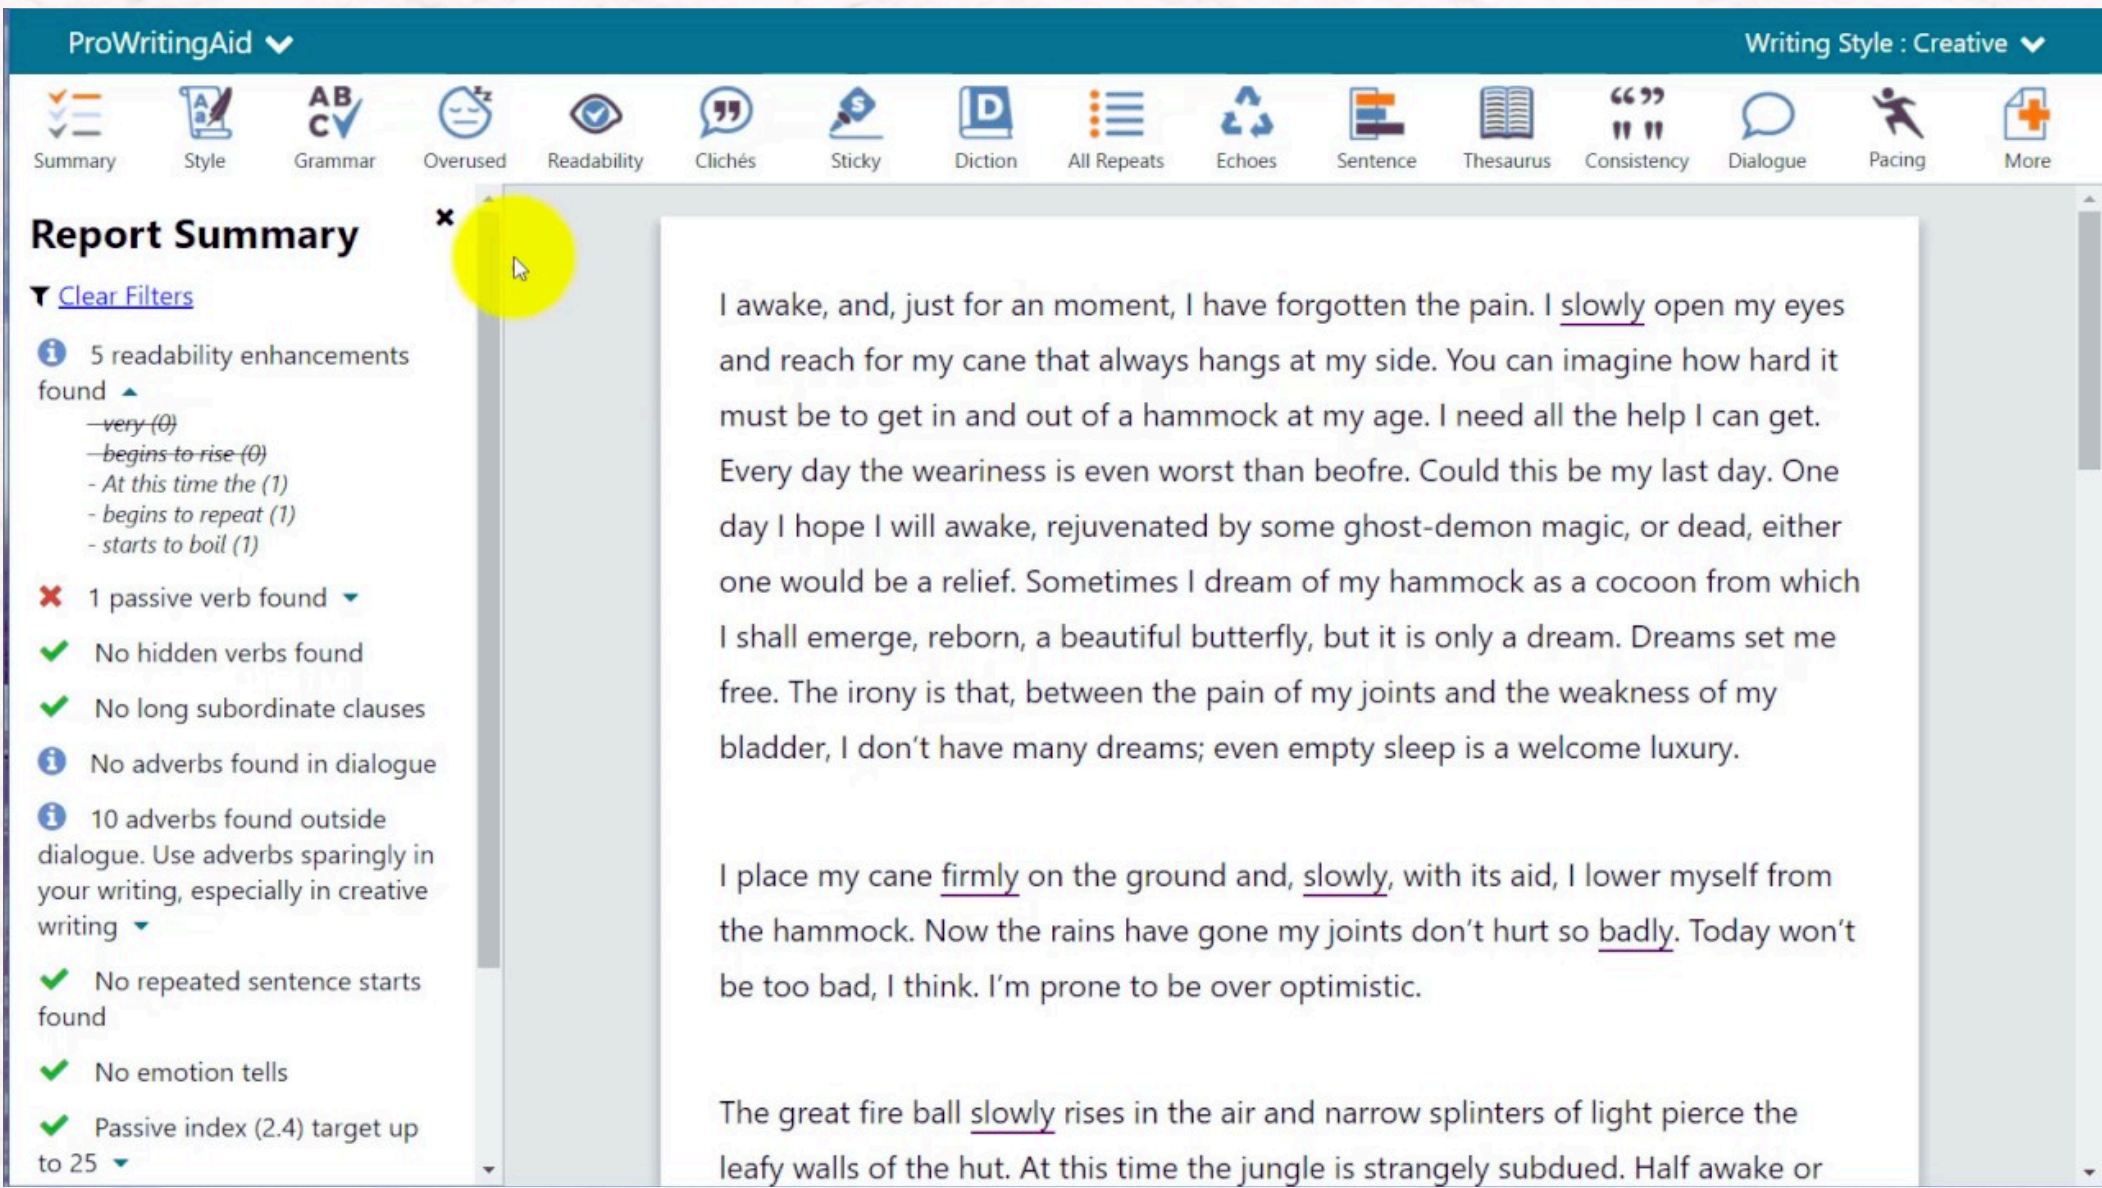 ProWritingAid
Writing Style : Creative
Summary
Style
Grammar
Overused
Readability
Clichés
Sticky
Diction
All Repeats
Echoes
Sentence
Thesaurus
Consistency
Dialogue
Pacing
More
Report Summary
Clear Filters
5 readability enhancements
found
- very (0)
- begins to rise (0)
- At this time the (1)
- begins to repeat (1)
- starts to boil (1)
1 passive verb found
No hidden verbs found
No long subordinate clauses
No adverbs found in dialogue
10 adverbs found outside
dialogue. Use adverbs sparingly in
your writing, especially in creative
writing
No repeated sentence starts
found
No emotion tells
Passive index (2.4) target up
to 25
I awake, and, just for an moment, I have forgotten the pain. I slowly open my eyes
and reach for my cane that always hangs at my side. You can imagine how hard it
must be to get in and out of a hammock at my age. I need all the help I can get.
Every day the weariness is even worst than beofre. Could this be my last day. One
day I hope I will awake, rejuvenated by some ghost-demon magic, or dead, either
one would be a relief. Sometimes I dream of my hammock as a cocoon from which
I shall emerge, reborn, a beautiful butterfly, but it is only a dream. Dreams set me
free. The irony is that, between the pain of my joints and the weakness of my
bladder, I don't have many dreams; even empty sleep is a welcome luxury.
I place my cane firmly on the ground and, slowly, with its aid, I lower myself from
the hammock. Now the rains have gone my joints don't hurt so badly. Today won't
be too bad, I think. I'm prone to be over optimistic.
The great fire ball slowly rises in the air and narrow splinters of light pierce the
leafy walls of the hut. At this time the jungle is strangely subdued. Half awake or